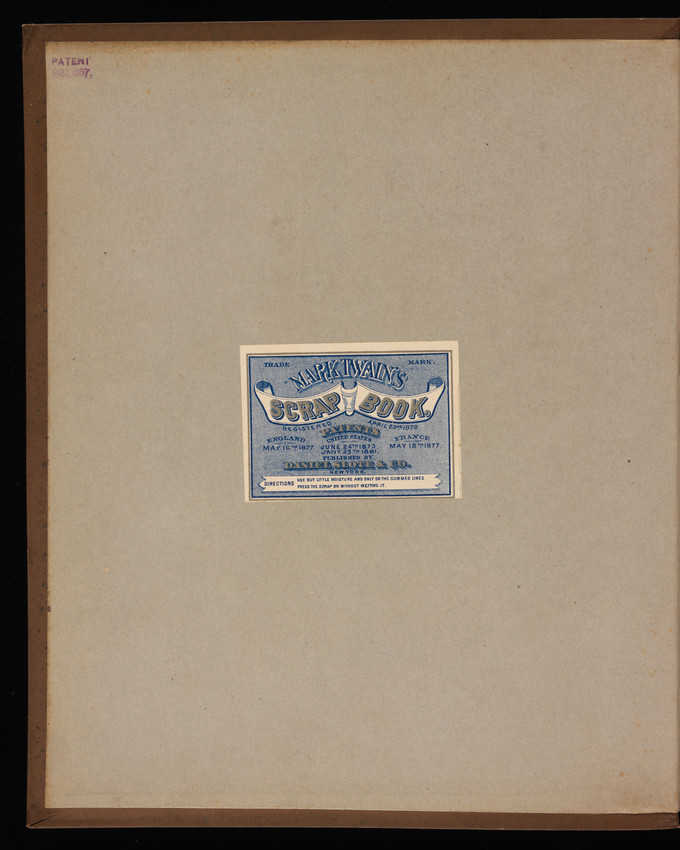 PATENT
TRADE MARK.
MARK TWAIN'S
SCRAP BOOK.
REGISTERED APRIL 23RD 1878
PATENTS
ENGLAND UNITED STATES FRANCE
MAY 16TH 1877. JUNE 24TH 1873 MAY 18TH 1877.
JANY. 25TH 1881.
PUBLISHED BY
DANIEL SLOTE & CO.
NEW YORK.
DIRECTIONS USE BUT LITTLE MOISTURE AND ONLY ON THE GUMMED LINES
PRESS THE SCRAP ON WITHOUT WETTING IT.